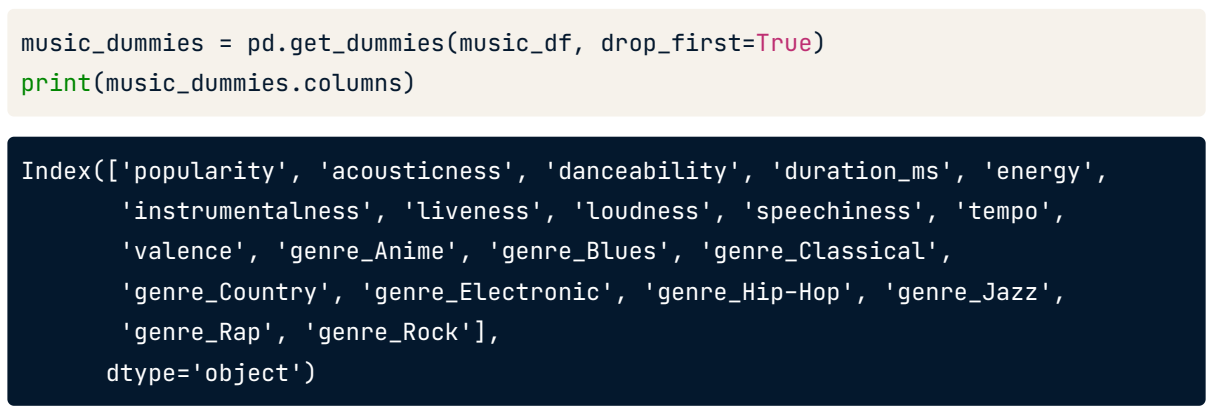 music_dummies = pd.get_dummies(music_df, drop_first=True)
print(music_dummies.columns)
Index(['popularity', 'acousticness', 'danceability', 'duration_ms', 'energy',
'instrumentalness', 'liveness', 'loudness', 'speechiness', 'tempo',
'valence', 'genre_Anime', 'genre_Blues', 'genre_Classical',
'genre_Country', 'genre_Electronic', 'genre_Hip-Hop', 'genre_Jazz',
'genre_Rap', 'genre_Rock'],
dtype='object')